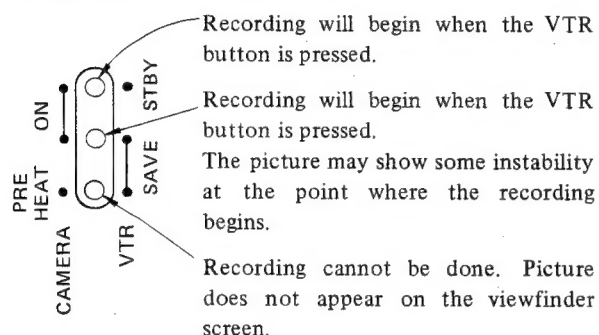 Recording will begin when the VTR
button is pressed.
STBY
ON
Recording will begin when the VTR
button is pressed.
The picture may show some instability
at the point where the recording
begins.
SAVE
PRE
HEAT
CAMERA
VTR
Recording cannot be done. Picture
does not appear on the viewfinder
screen.